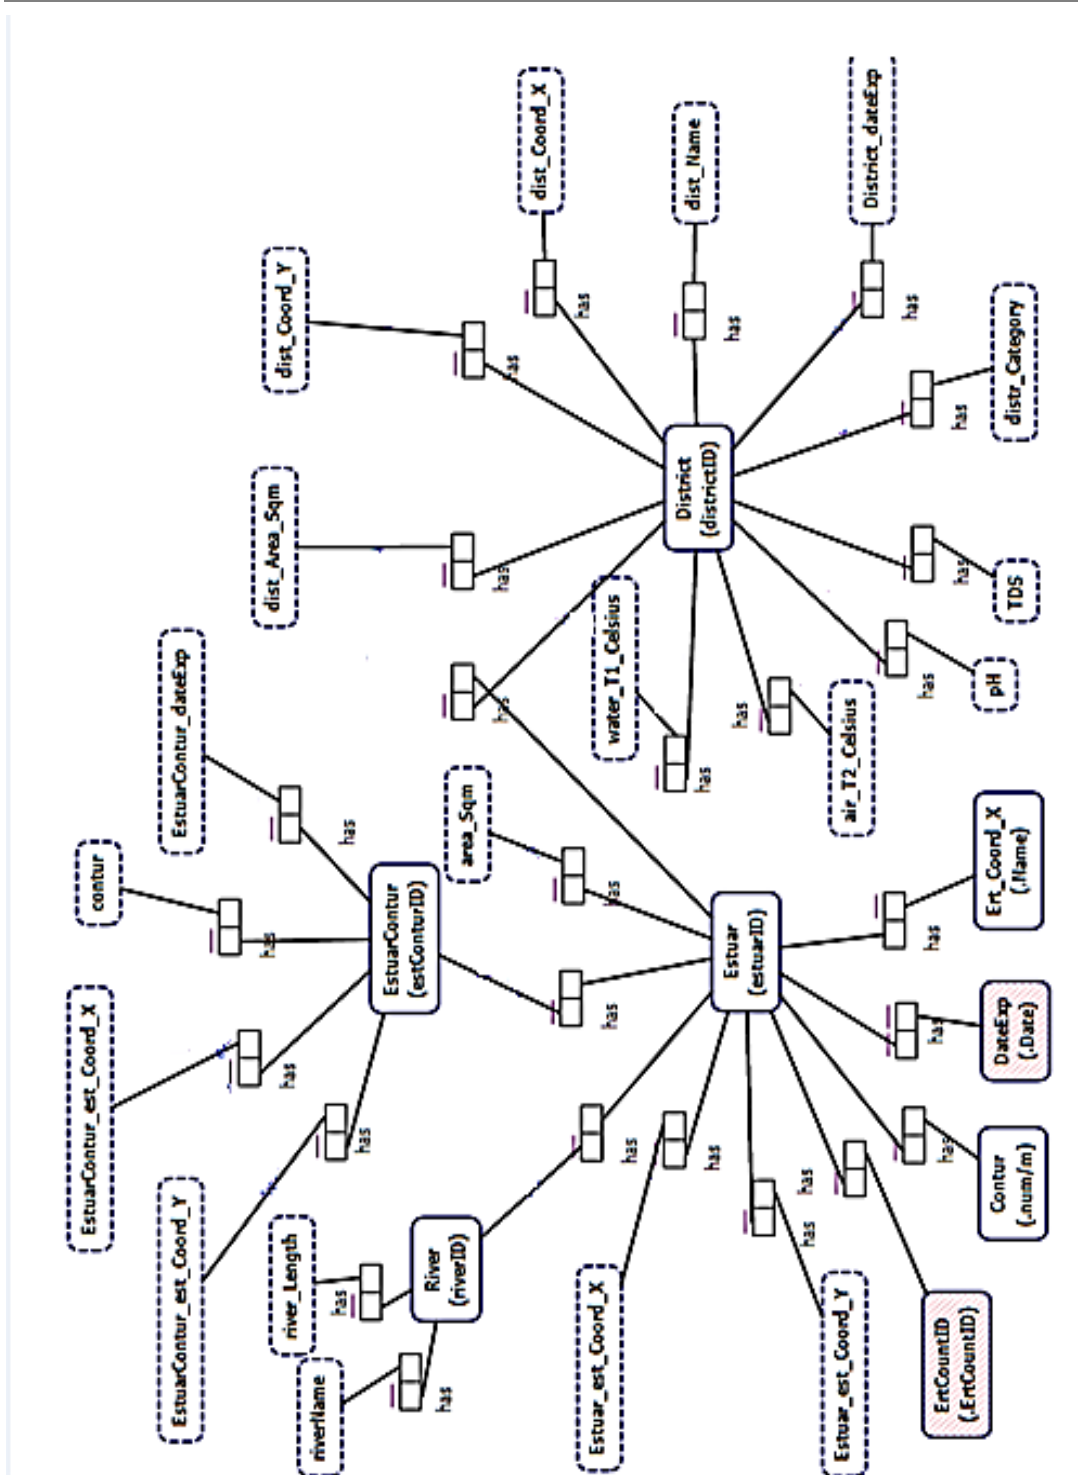 dist_Coord_X
dist_Name
District_dateExp
dist_Coord_Y
has
has
has
has
distr_Category
has
District
(districtID)
dist_Area_Sqm
has
has
TDS
has
pH
EstuarContur_dateExp
has
water_T1_Celsius
has
has
air_T2_Celsius
has
contur
has
EstuarContur
(estConturID)
area_Sqm
has
Estuar
(estuarID)
Ert_Coord_X
(.Name)
has
EstuarContur_est_Coord_X
has
has
DateExp
(.Date)
has
EstuarContur_est_Coord_Y
has
has
has
has
has
has
Contur
(.num/m)
river_Length
has
River
(riverID)
riverName
has
Estuar_est_Coord_X
Estuar_est_Coord_Y
ErtCountID
(.ErtCountID)